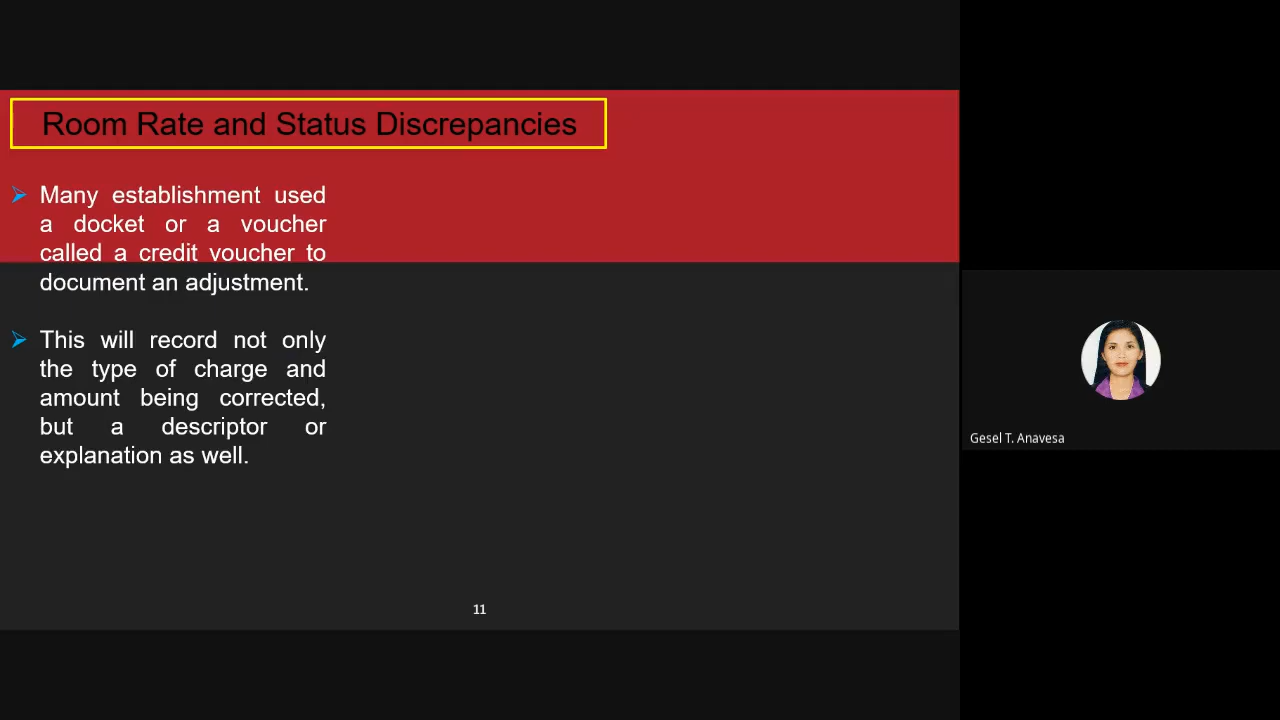 Room Rate and Status Discrepancies
Many establishment used
a docket or a voucher
called a credit voucher to
document an adjustment.
This will record not only
the type of charge and
amount being corrected,
but a descriptor or
explanation as well.
11
Gesel T. Anavesa